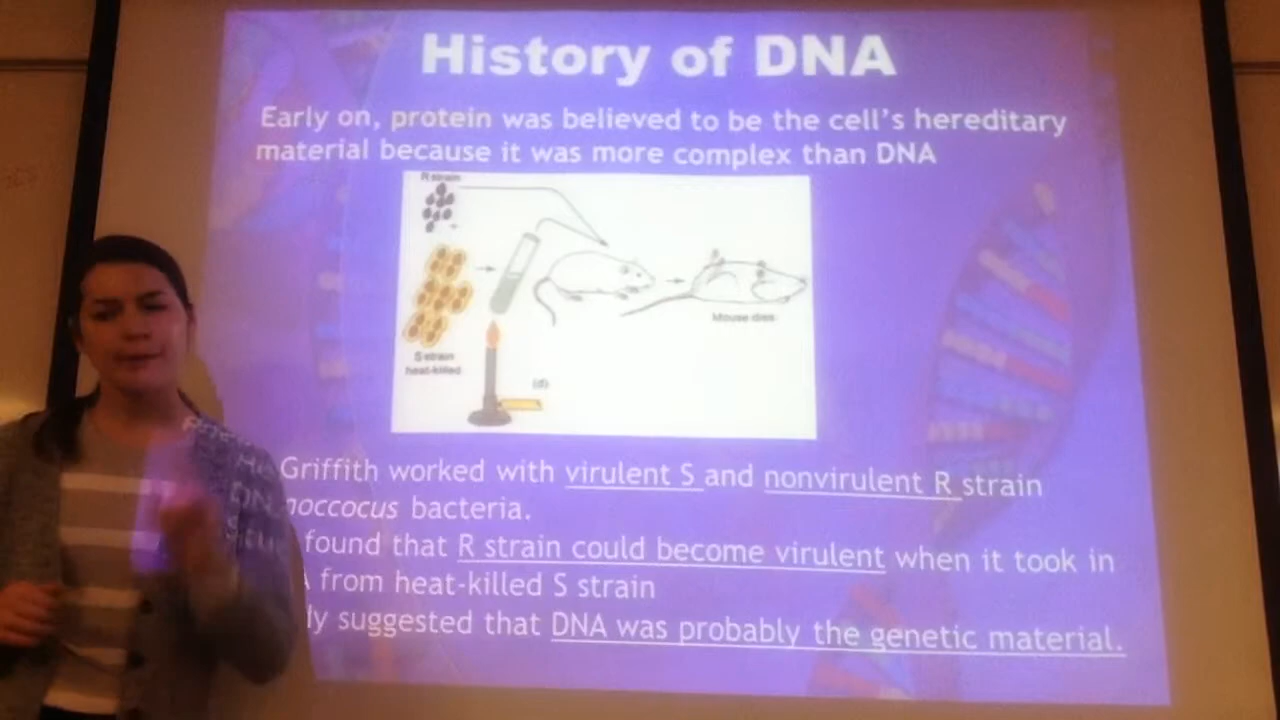 History of DNA
Early on, protein was believed to be the cell's hereditary
material because it was more complex than DNA
R strain
S strain
heat-killed
(d)
Mouse dies
Griffith worked with virulent S and nonvirulent R strain
noccocus bacteria.
found that R strain could become virulent when it took in
A from heat-killed S strain
dy suggested that DNA was probably the genetic material.